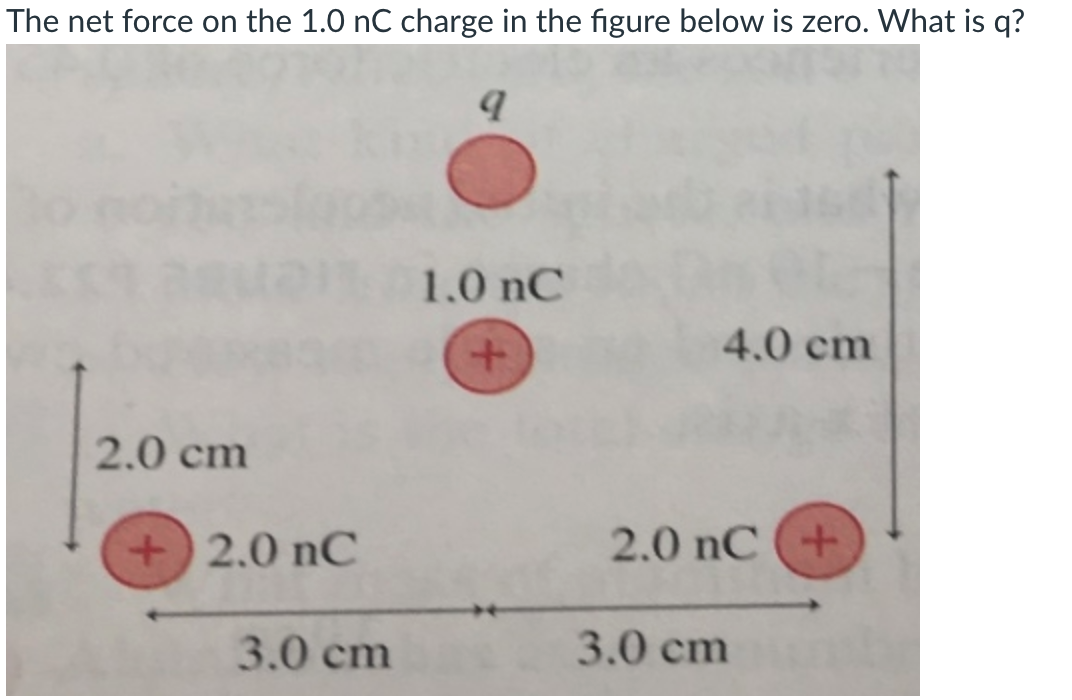 The net force on the 1.0 nC charge in the figure below is zero. What is q?
q
1.0 nC
+
4.0 cm
2.0 cm
+ 2.0 nC
2.0 nC +
3.0 cm
3.0 cm